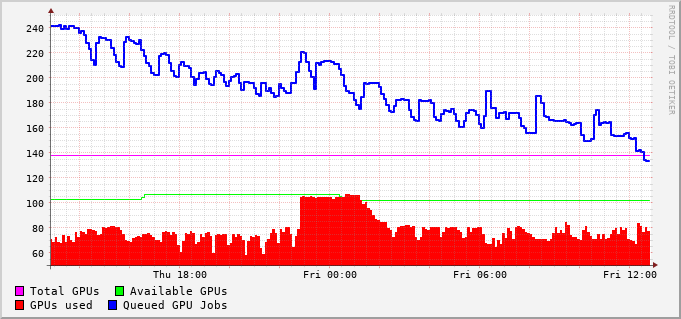 RRDTOOL / TOBI OETIKER
240
220
200
180
160
140
120
100
80
60
Thu 18:00 Fri 00:00 Fri 06:00 Fri 12:00
Total GPUs Available GPUs
GPUs used Queued GPU Jobs